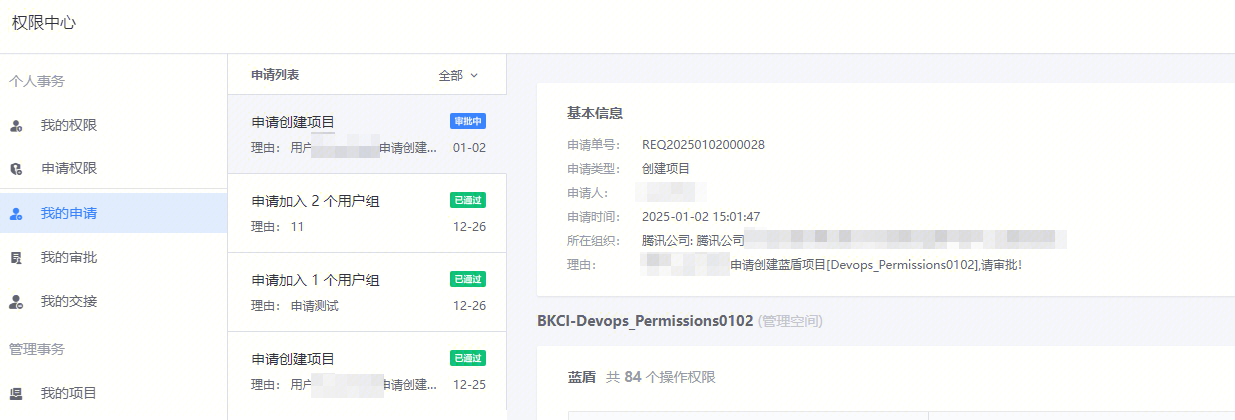 权限中心
个人事务
我的权限
申请权限
我的申请
我的审批
我的交接
管理事务
我的项目
申请列表 全部
申请创建项目 审批中
理由： 用户 申请创建... 01-02
申请加入 2 个用户组 已通过
理由： 11 12-26
申请加入 1 个用户组 已通过
理由： 申请测试 12-26
申请创建项目 已通过
理由： 用户 申请创建... 12-25
基本信息
申请单号： REQ20250102000028
申请类型： 创建项目
申请人：
申请时间： 2025-01-02 15:01:47
所在组织： 腾讯公司: 腾讯公司
理由： 申请创建蓝盾项目[Devops_Permissions0102],请审批!
BKCI-Devops_Permissions0102 (管理空间)
蓝盾 共 84 个操作权限